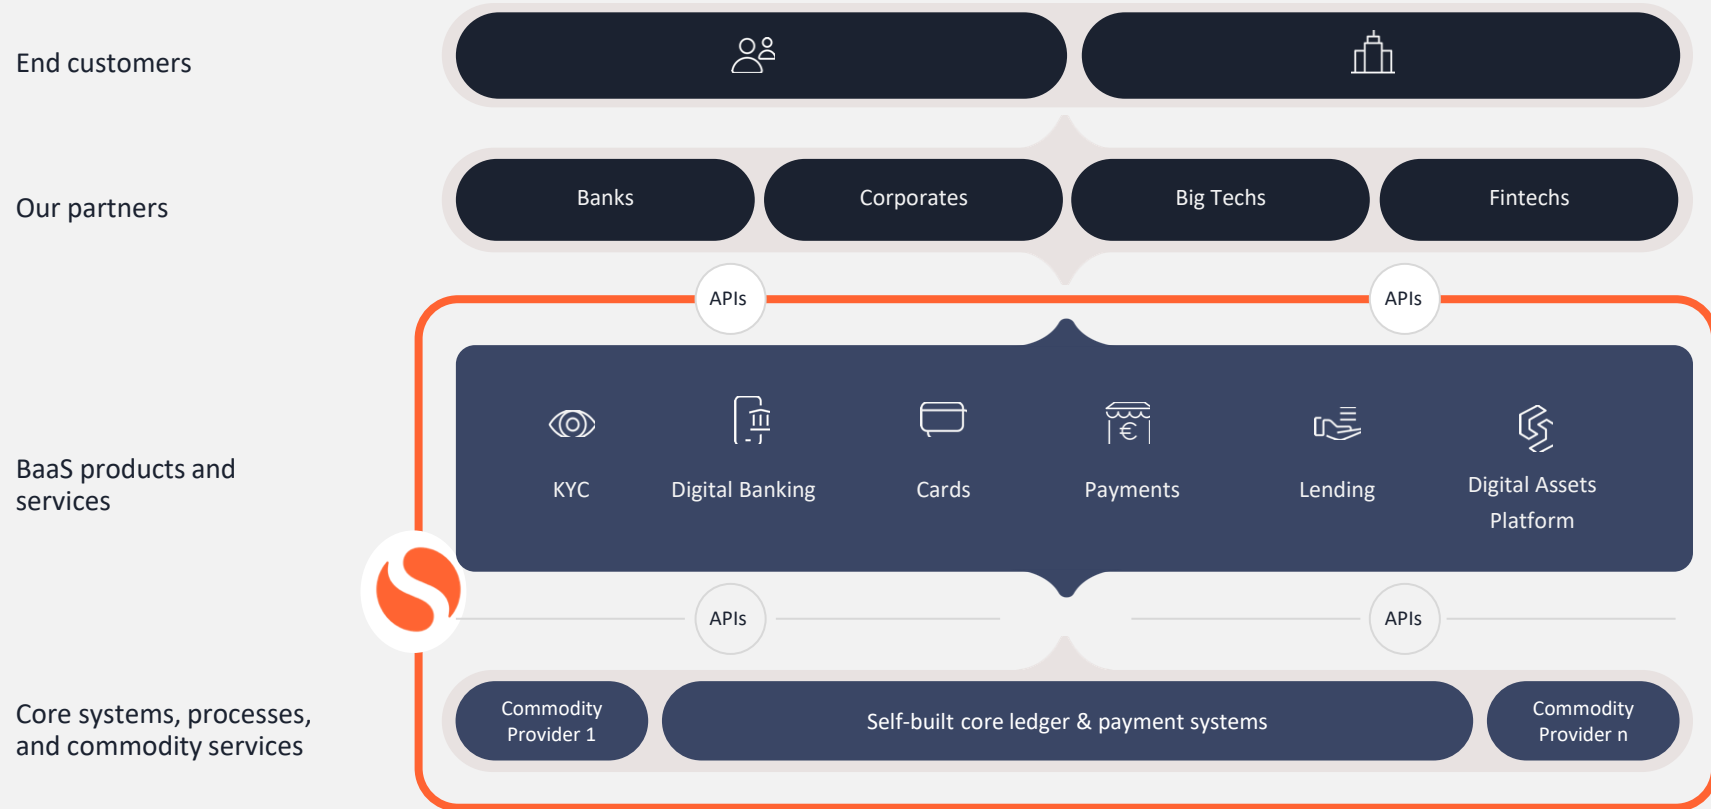 End customers
Our partners
Banks
Corporates
Big Techs
Fintechs
APIs
APIs
BaaS products and
services
KYC
Digital Banking
Cards
Payments
Lending
Digital Assets
Platform
APIs
APIs
Core systems, processes,
and commodity services
Commodity
Provider 1
Self-built core ledger & payment systems
Commodity
Provider n